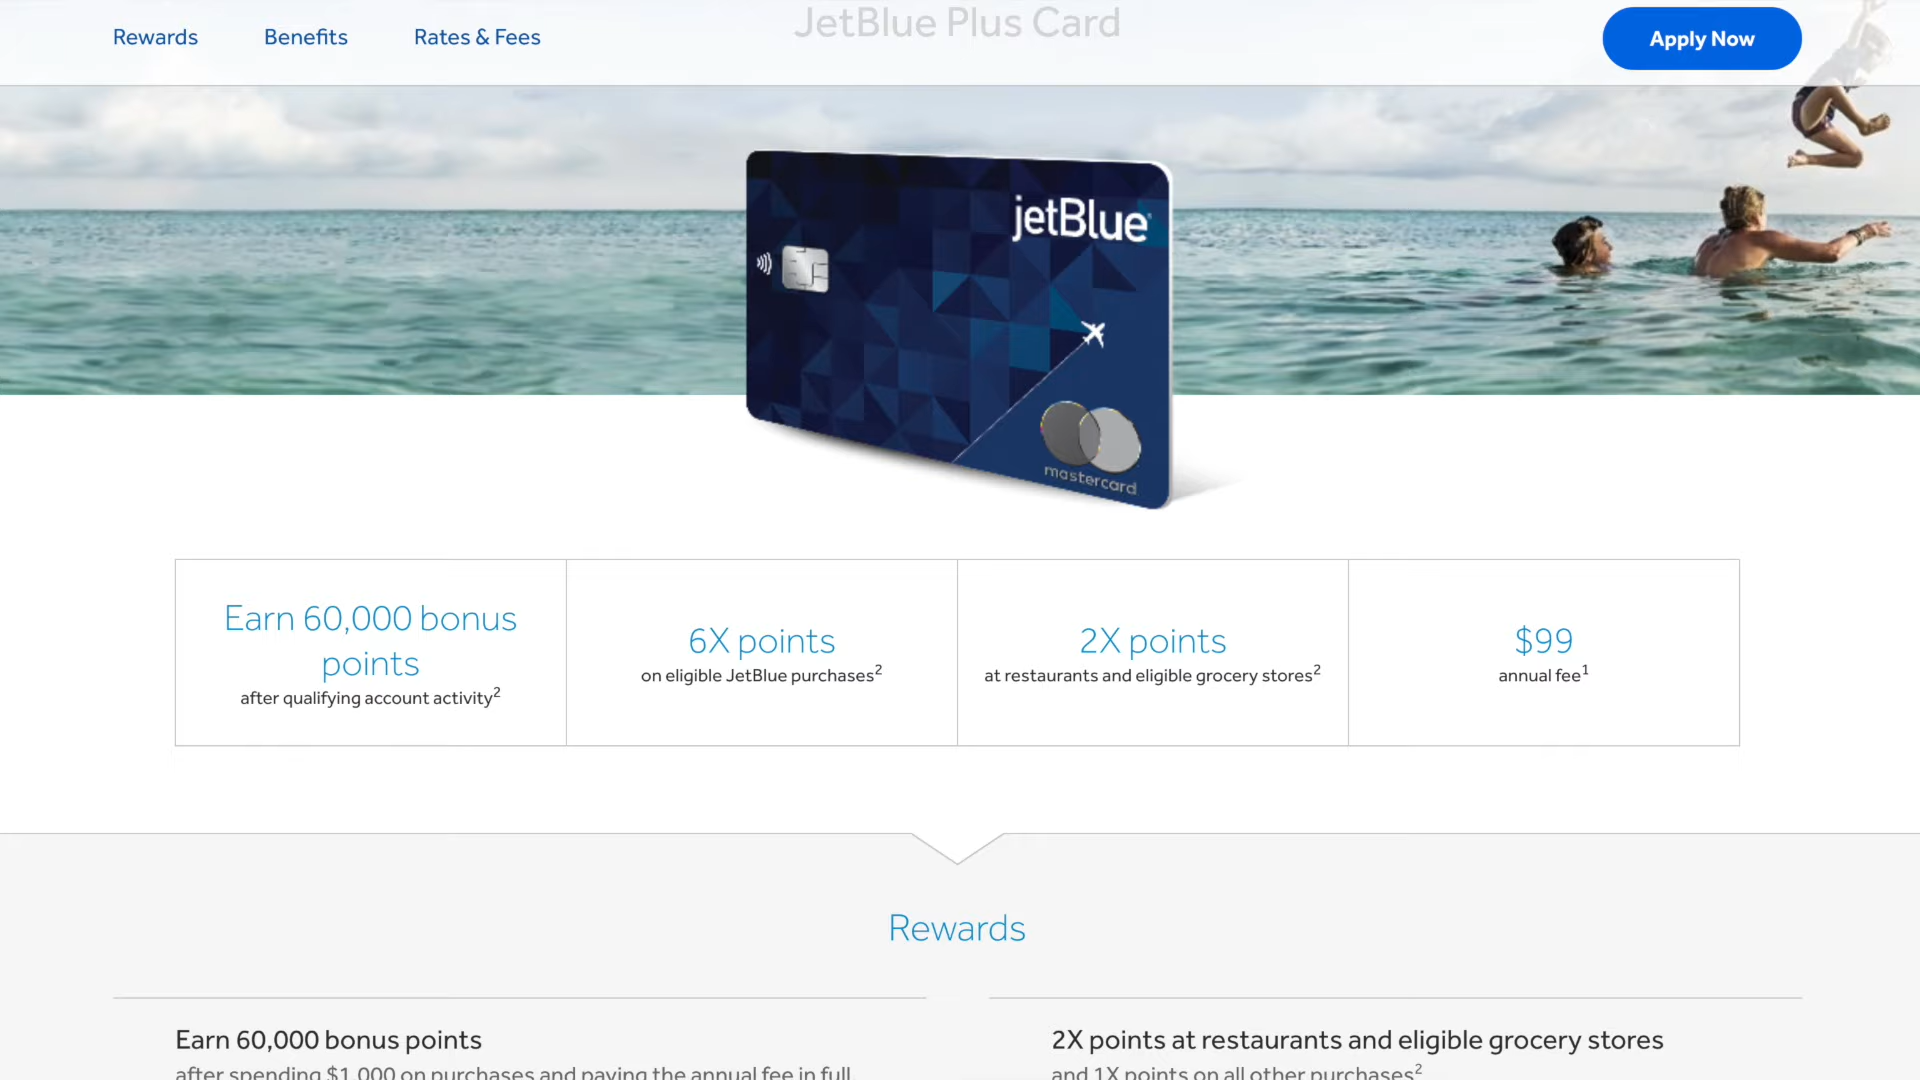 JetBlue Plus Card
Rewards
Benefits
Rates & Fees
Apply Now
jetBlue
mastercard
Earn 60,000 bonus
points
after qualifying account activity2
6X points
on eligible JetBlue purchases2
2X points
at restaurants and eligible grocery stores2
$99
annual fee1
Rewards
Earn 60,000 bonus points
after spending $1,000 on purchases and paying the annual fee in full,
2X points at restaurants and eligible grocery stores
and 1X points on all other purchases2